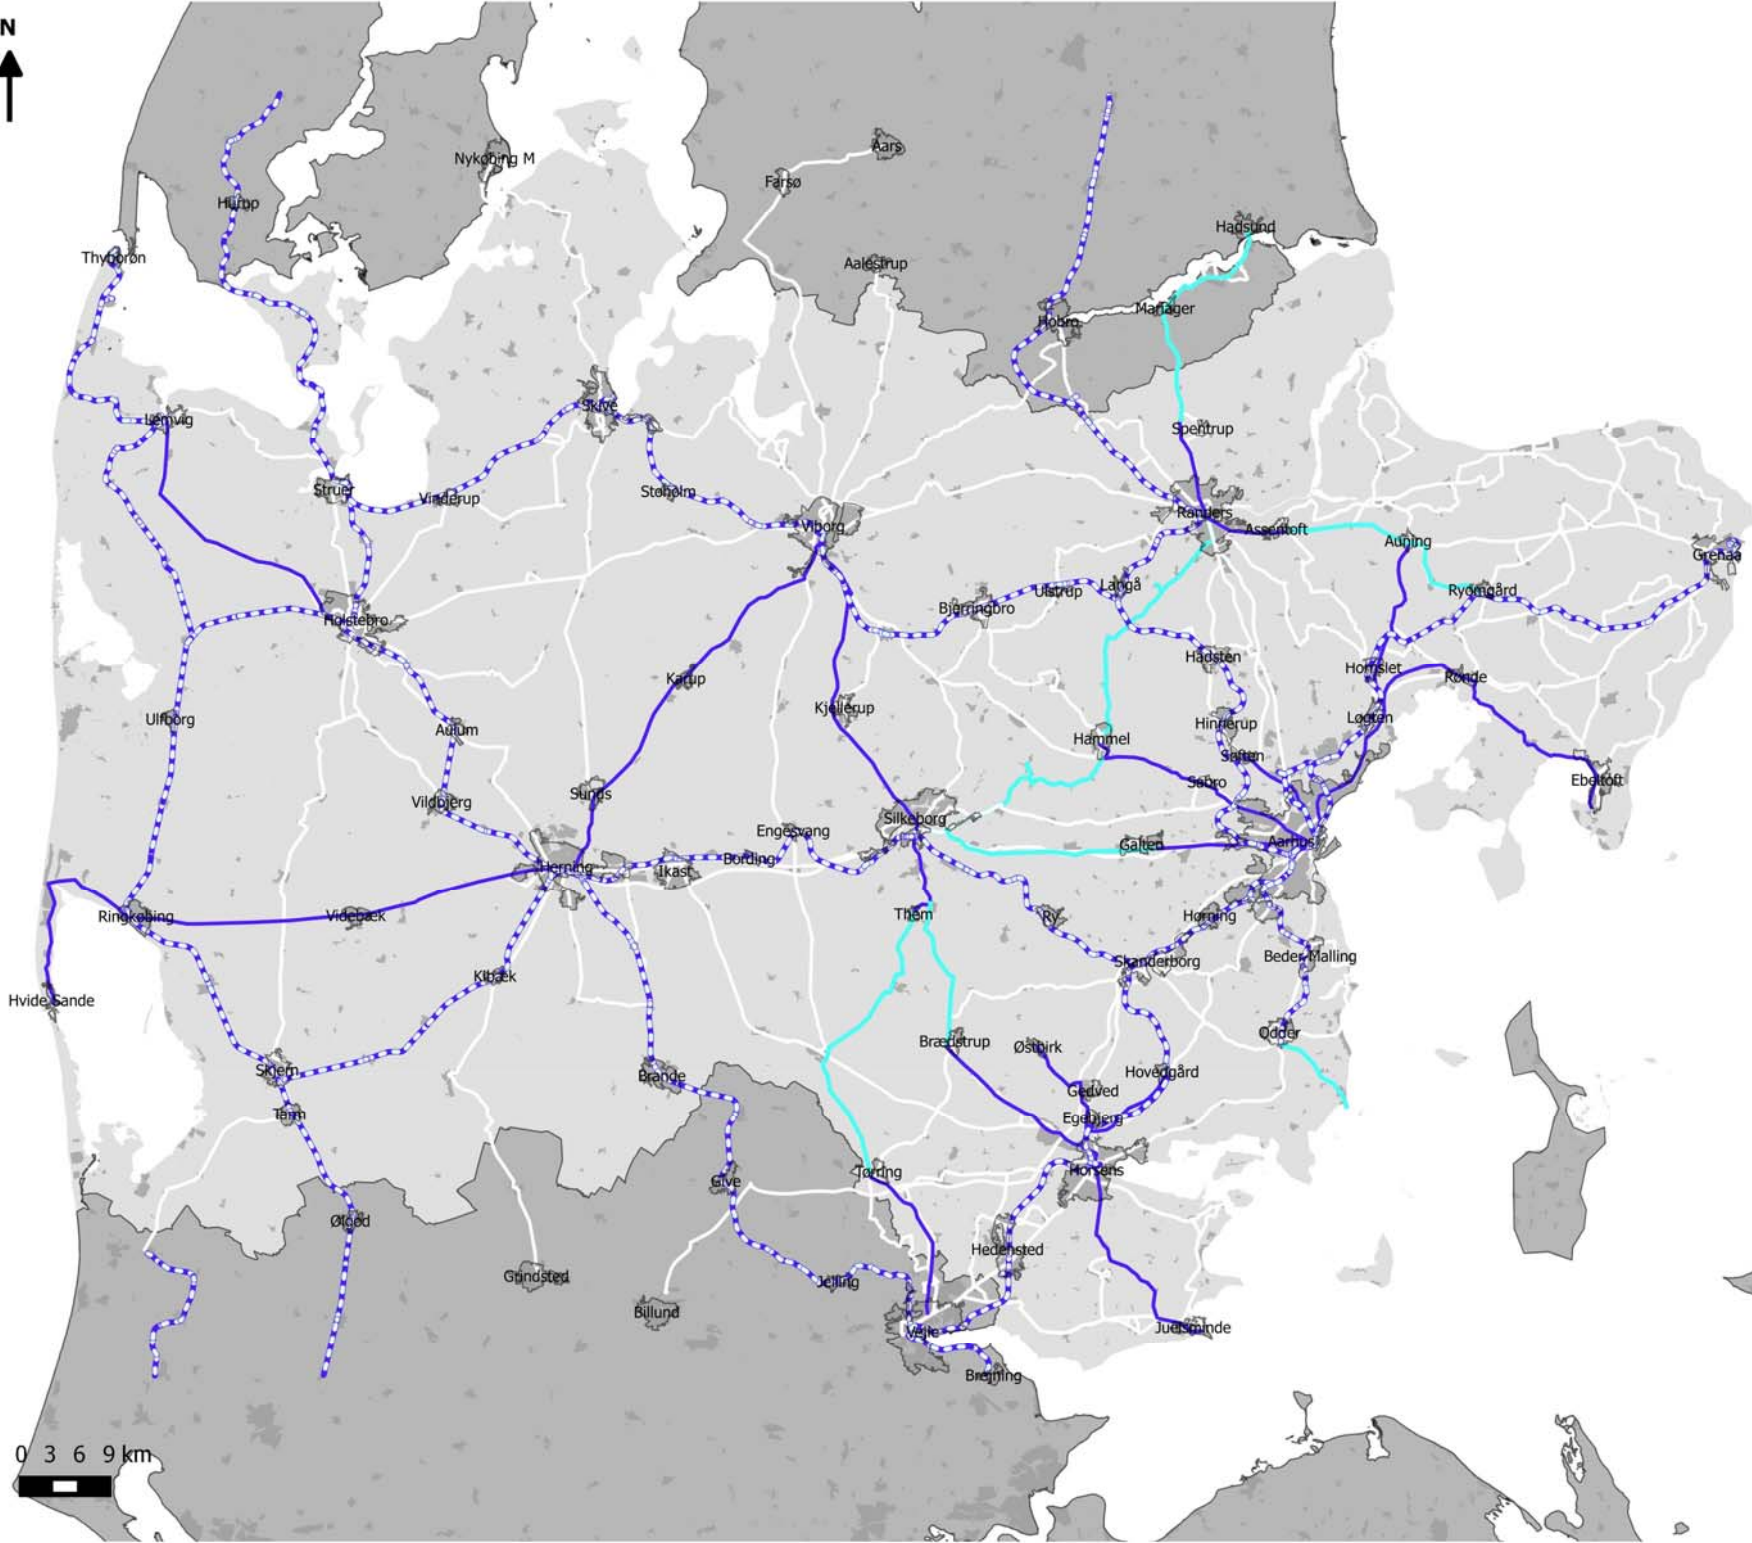 N
Nykøbing M
Aars
Farsø
Hurup
Hadsund
Thyborøn
Aalestrup
Mariager
Hobro
Skive
Lemvig
Spentrup
Struer
Vinderup
Stoholm
Viborg
Randers
Assentoft
Auning
Grenaa
Langå
Ulstrup
Ryomgård
Bjerringbro
Holstebro
Hadsten
Hornslet
Rønde
Karup
Kjellerup
Ulfborg
Løgten
Hinnerup
Aulum
Hammel
Søften
Sabro
Ebeltoft
Sunds
Vildbjerg
Silkeborg
Engesvang
Galten
Aarhus
Bording
Herning
Ikast
Ringkøbing
Videbæk
Them
Ry
Hørning
Beder-Malling
Skanderborg
Kibæk
Hvide Sande
Odder
Brædstrup
Østbirk
Skjern
Brande
Hovedgård
Gedved
Tarm
Egebjerg
Tørring
Horsens
Give
Ølgod
Hedensted
Grindsted
Jelling
Billund
Vejle
Juelsminde
Brejning
0 3 6 9 km